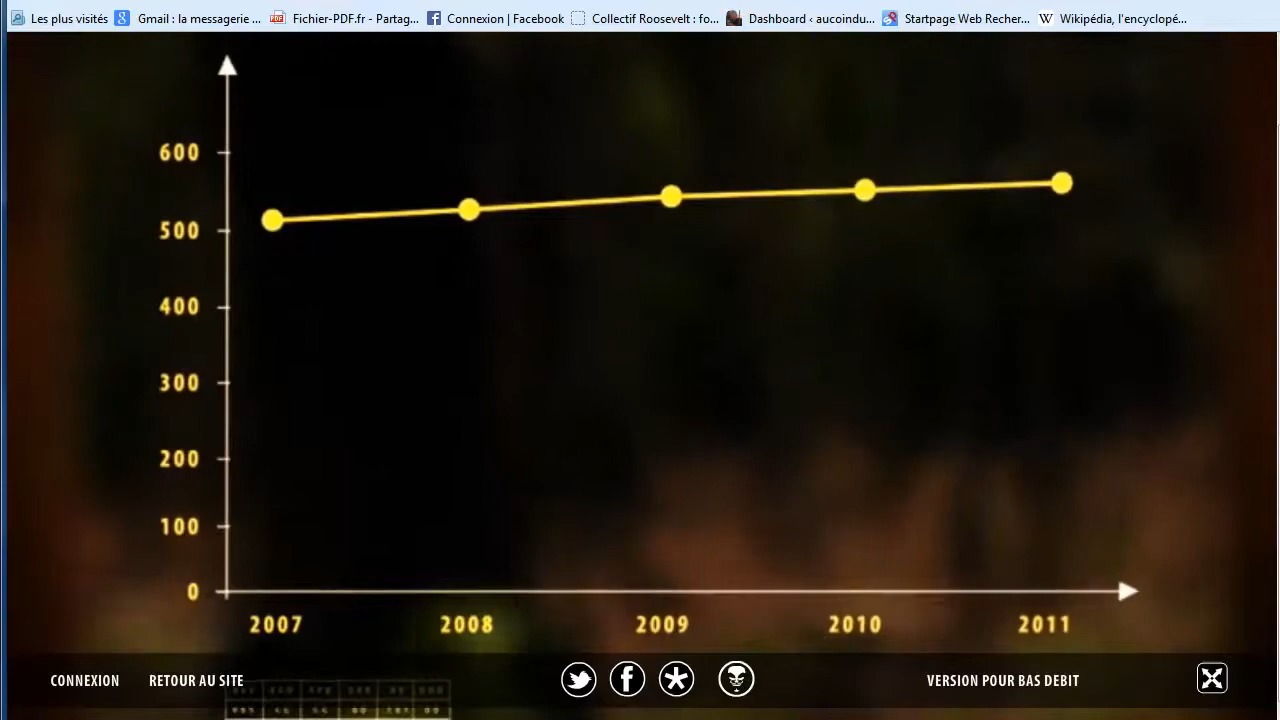 Les plus visités Gmail : la messagerie ... Fichier-PDF.fr - Partag... Connexion | Facebook Collectif Roosevelt : fo... Dashboard ‹ aucoindu... Startpage Web Recher... Wikipédia, l'encyclopé...
600
500
400
300
200
100
0
2007 2008 2009 2010 2011
CONNEXION RETOUR AU SITE VERSION POUR BAS DEBIT